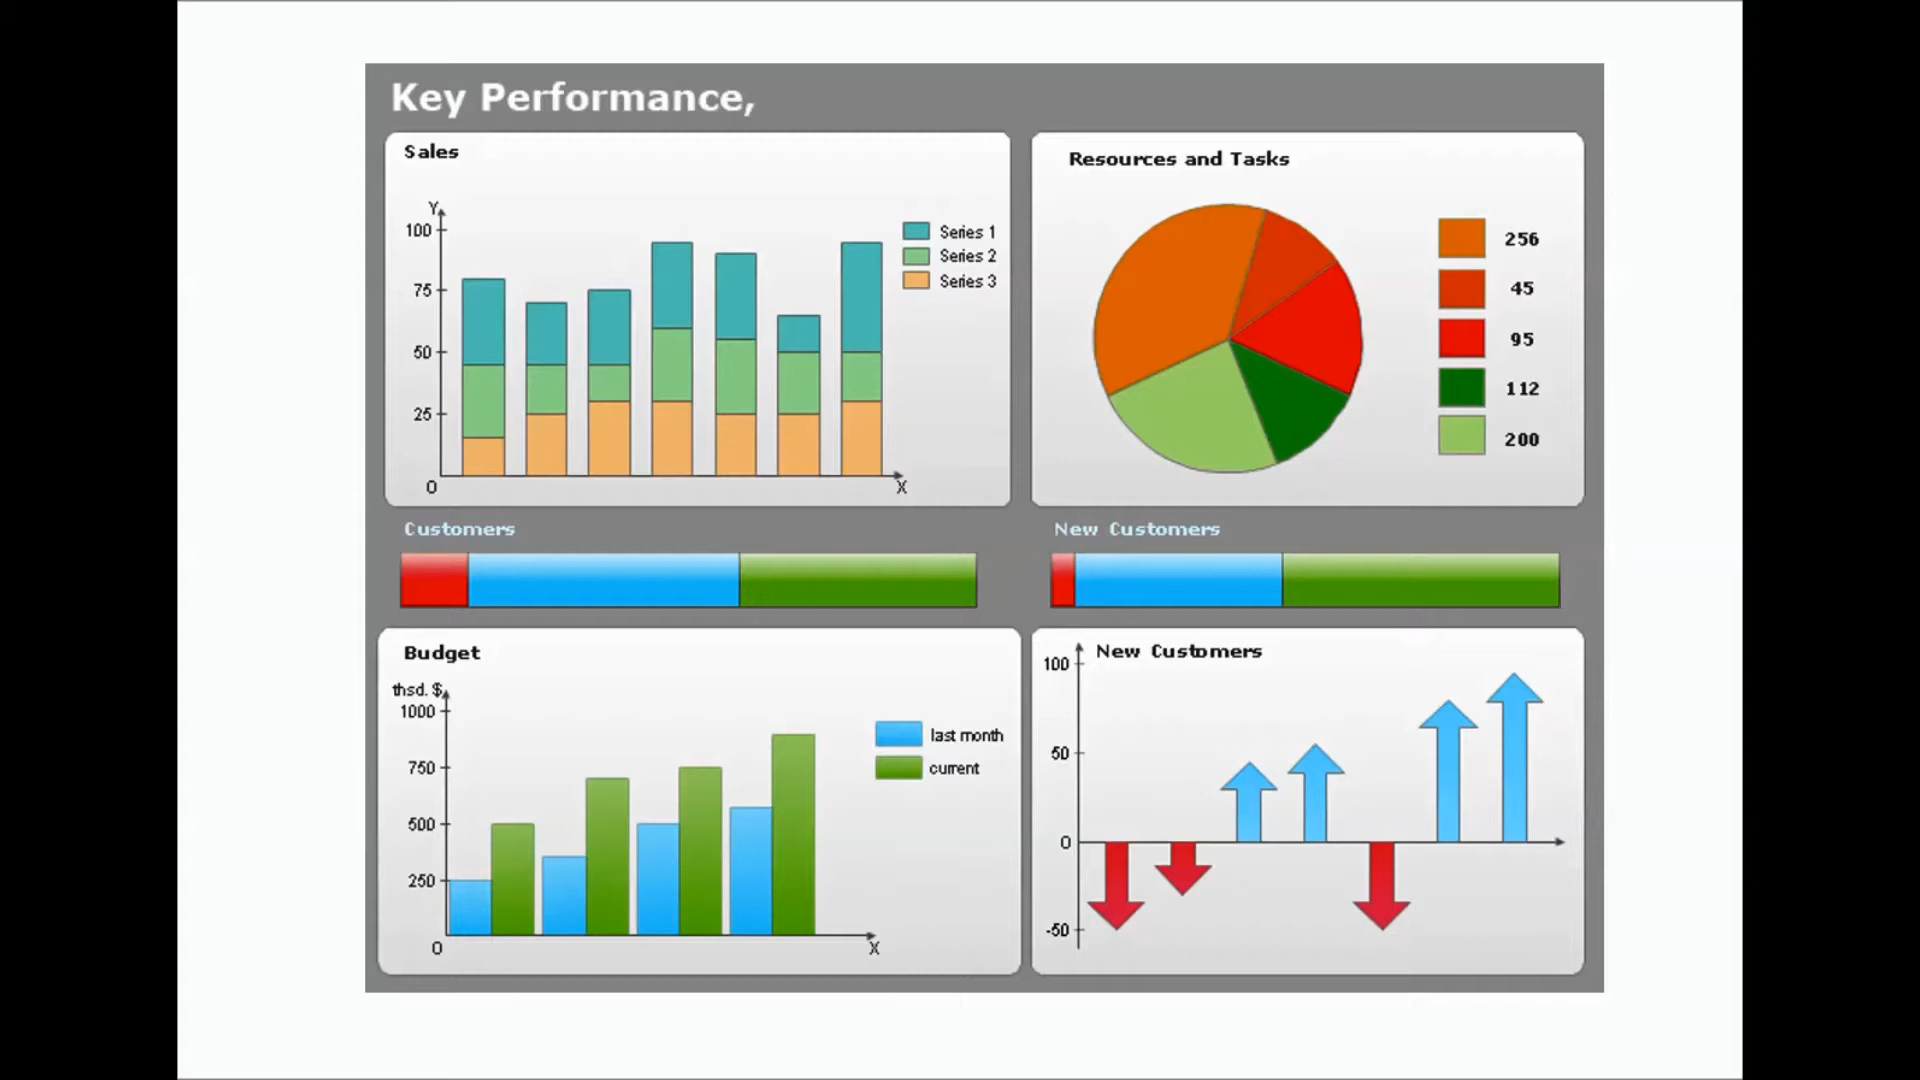 Key Performance,
Sales
Y
100
75
50
25
0
X
Series 1
Series 2
Series 3
Resources and Tasks
256
45
95
112
200
Customers
New Customers
Budget
thsd. $
1000
750
500
250
0
X
last month
current
New Customers
100
50
0
-50